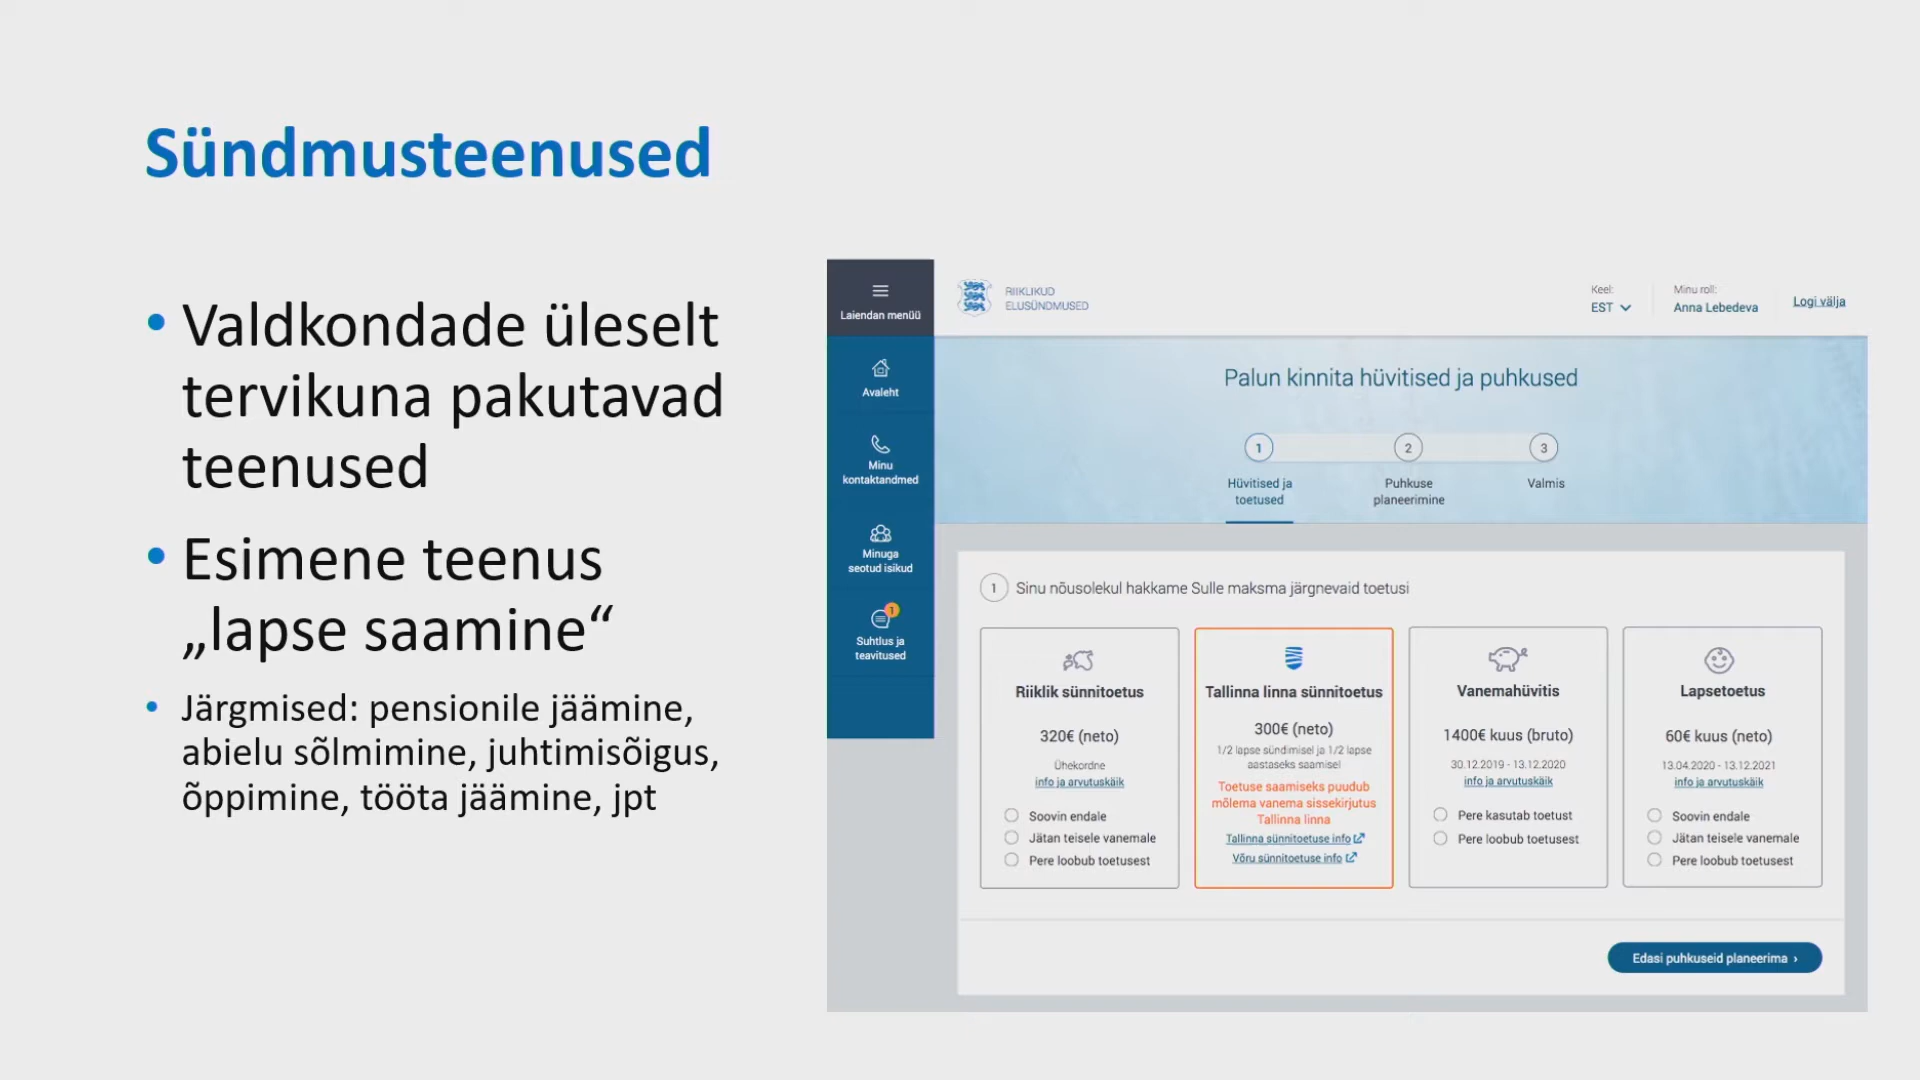 Sündmusteenused
• Valdkondade üleselt
tervikuna pakutavad
teenused
• Esimene teenus
„lapse saamine“
• Järgmised: pensionile jäämine,
abielu sõlmimine, juhtimisõigus,
õppimine, tööta jäämine, jpt
Laiendan menüü
Avaleht
Minu
kontaktandmed
Minuga
seotud isikud
1
Suhtlus ja
teavitused
RIIKLIKUD
ELUSÜNDMUSED
Keel:
EST
Minu roll:
Anna Lebedeva
Logi välja
Palun kinnita hüvitised ja puhkused
1
2
3
Hüvitised ja
toetused
Puhkuse
planeerimine
Valmis
1 Sinu nõusolekul hakkame Sulle maksma järgnevaid toetusi
Riiklik sünnitoetus
320€ (neto)
Ühekordne
info ja arvutuskäik
Soovin endale
Jätan teisele vanemale
Pere loobub toetusest
Tallinna linna sünnitoetus
300€ (neto)
1/2 lapse sündimisel ja 1/2 lapse
aastaseks saamisel
Toetuse saamiseks puudub
mõlema vanema sissekirjutus
Tallinna linna
Tallinna sünnitoetuse info
Võru sünnitoetuse info
Vanemahüvitis
1400€ kuus (bruto)
30.12.2019 - 13.12.2020
info ja arvutuskäik
Pere kasutab toetust
Pere loobub toetusest
Lapsetoetus
60€ kuus (neto)
13.04.2020 - 13.12.2021
info ja arvutuskäik
Soovin endale
Jätan teisele vanemale
Pere loobub toetusest
Edasi puhkuseid planeerima ›